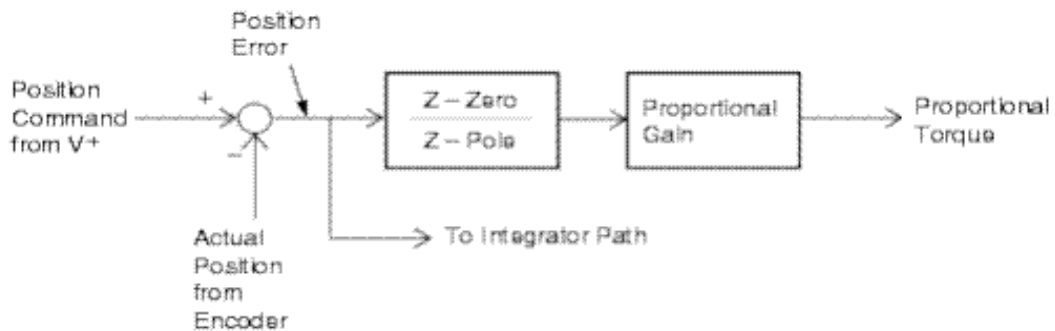 Position
Error
Position
Command
from V+
+
−
Z – Zero
Z – Pole
Proportional
Gain
Proportional
Torque
To Integrator Path
Actual
Position
from
Encoder